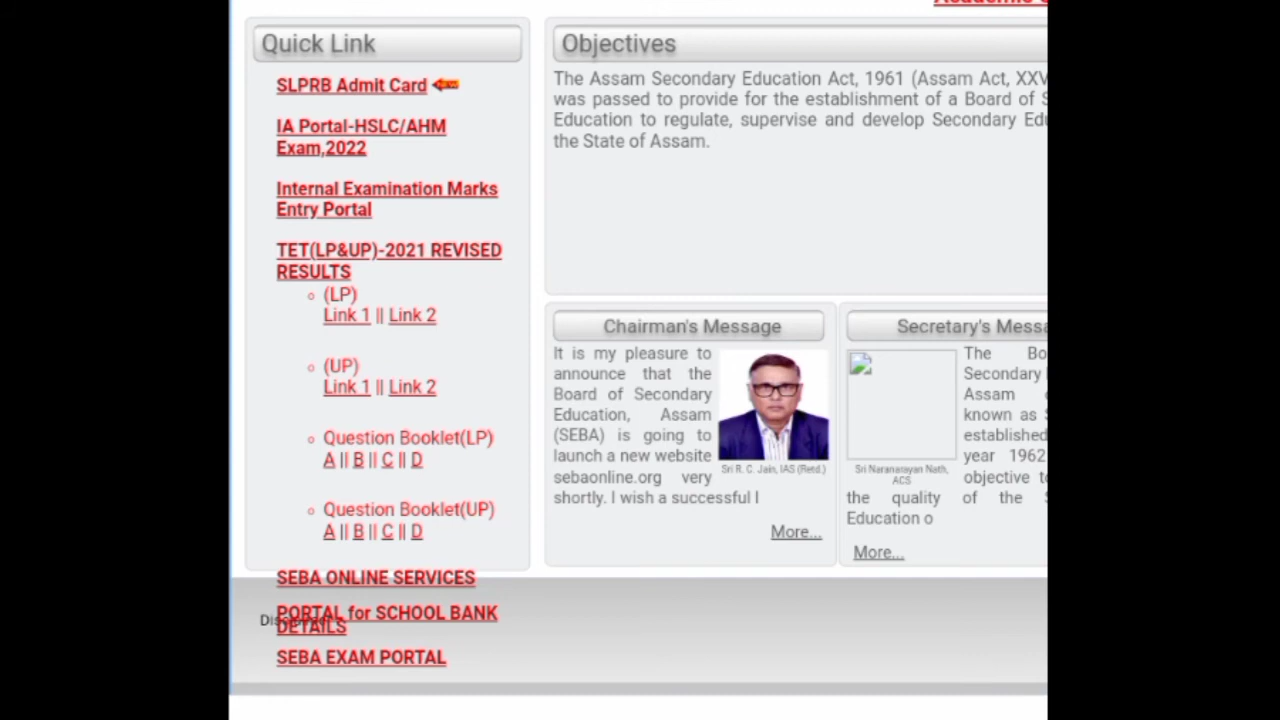 Quick Link
SLPRB Admit Card
IA Portal-HSLC/AHM
Exam,2022
Internal Examination Marks
Entry Portal
TET(LP&UP)-2021 REVISED
RESULTS
(LP)
Link 1 || Link 2
(UP)
Link 1 || Link 2
Question Booklet(LP)
A || B || C || D
Question Booklet(UP)
A || B || C || D
SEBA ONLINE SERVICES
PORTAL for SCHOOL BANK
DETAILS
SEBA EXAM PORTAL
Objectives
The Assam Secondary Education Act, 1961 (Assam Act, XXV
was passed to provide for the establishment of a Board of S
Education to regulate, supervise and develop Secondary Edu
the State of Assam.
Chairman's Message
It is my pleasure to
announce that the
Board of Secondary
Education, Assam
(SEBA) is going to
launch a new website
sebaonline.org very
shortly. I wish a successful l
Sri R. C. Jain, IAS (Retd.)
More...
Secretary's Messa
The Bo
Secondary
Assam
known as S
established
year 1962
objective to
the quality of the S
Education o
Sri Naranarayan Nath,
ACS
More...